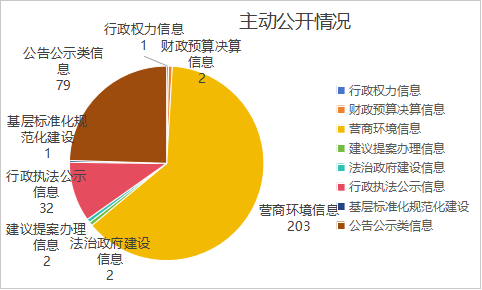 主动公开情况
行政权力信息
1
财政预算决算
信息
2
公告公示类信
息
79
基层标准化规
范化建设
1
行政执法公示
信息
32
建议提案办理
信息
2
法治政府建设
信息
2
营商环境信息
203
行政权力信息
财政预算决算信息
营商环境信息
建议提案办理信息
法治政府建设信息
行政执法公示信息
基层标准化规范化建设
公告公示类信息